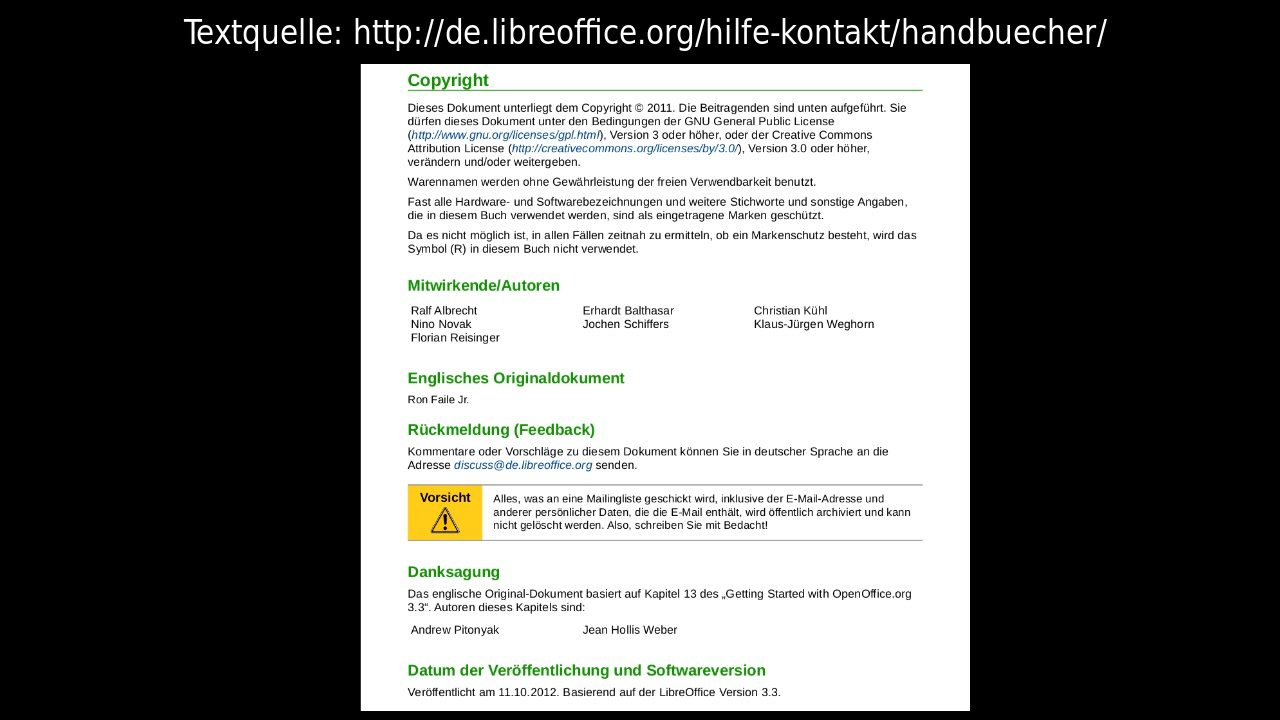 Textquelle: http://de.libreoffice.org/hilfe-kontakt/handbuecher/
Copyright
Dieses Dokument unterliegt dem Copyright © 2011. Die Beitragenden sind unten aufgeführt. Sie
dürfen dieses Dokument unter den Bedingungen der GNU General Public License
(http://www.gnu.org/licenses/gpl.html), Version 3 oder höher, oder der Creative Commons
Attribution License (http://creativecommons.org/licenses/by/3.0/), Version 3.0 oder höher,
verändern und/oder weitergeben.
Warennamen werden ohne Gewährleistung der freien Verwendbarkeit benutzt.
Fast alle Hardware- und Softwarebezeichnungen und weitere Stichworte und sonstige Angaben,
die in diesem Buch verwendet werden, sind als eingetragene Marken geschützt.
Da es nicht möglich ist, in allen Fällen zeitnah zu ermitteln, ob ein Markenschutz besteht, wird das
Symbol (R) in diesem Buch nicht verwendet.
Mitwirkende/Autoren
Ralf Albrecht Erhardt Balthasar Christian Kühl
Nino Novak Jochen Schiffers Klaus-Jürgen Weghorn
Florian Reisinger
Englisches Originaldokument
Ron Faile Jr.
Rückmeldung (Feedback)
Kommentare oder Vorschläge zu diesem Dokument können Sie in deutscher Sprache an die
Adresse discuss@de.libreoffice.org senden.
Vorsicht
Alles, was an eine Mailingliste geschickt wird, inklusive der E-Mail-Adresse und
anderer persönlicher Daten, die die E-Mail enthält, wird öffentlich archiviert und kann
nicht gelöscht werden. Also, schreiben Sie mit Bedacht!
Danksagung
Das englische Original-Dokument basiert auf Kapitel 13 des „Getting Started with OpenOffice.org
3.3“. Autoren dieses Kapitels sind:
Andrew Pitonyak Jean Hollis Weber
Datum der Veröffentlichung und Softwareversion
Veröffentlicht am 11.10.2012. Basierend auf der LibreOffice Version 3.3.